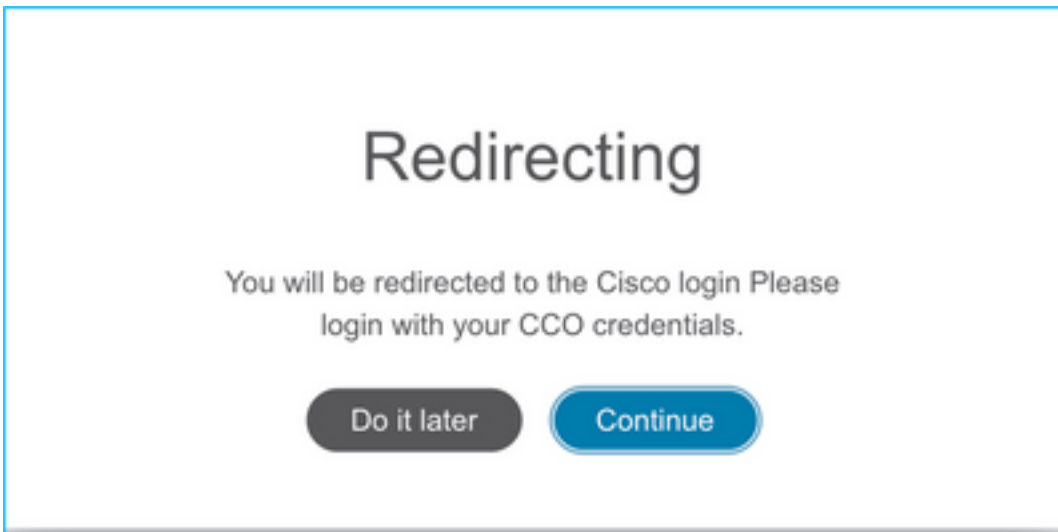 Redirecting
You will be redirected to the Cisco login Please
login with your CCO credentials.
Do it later
Continue